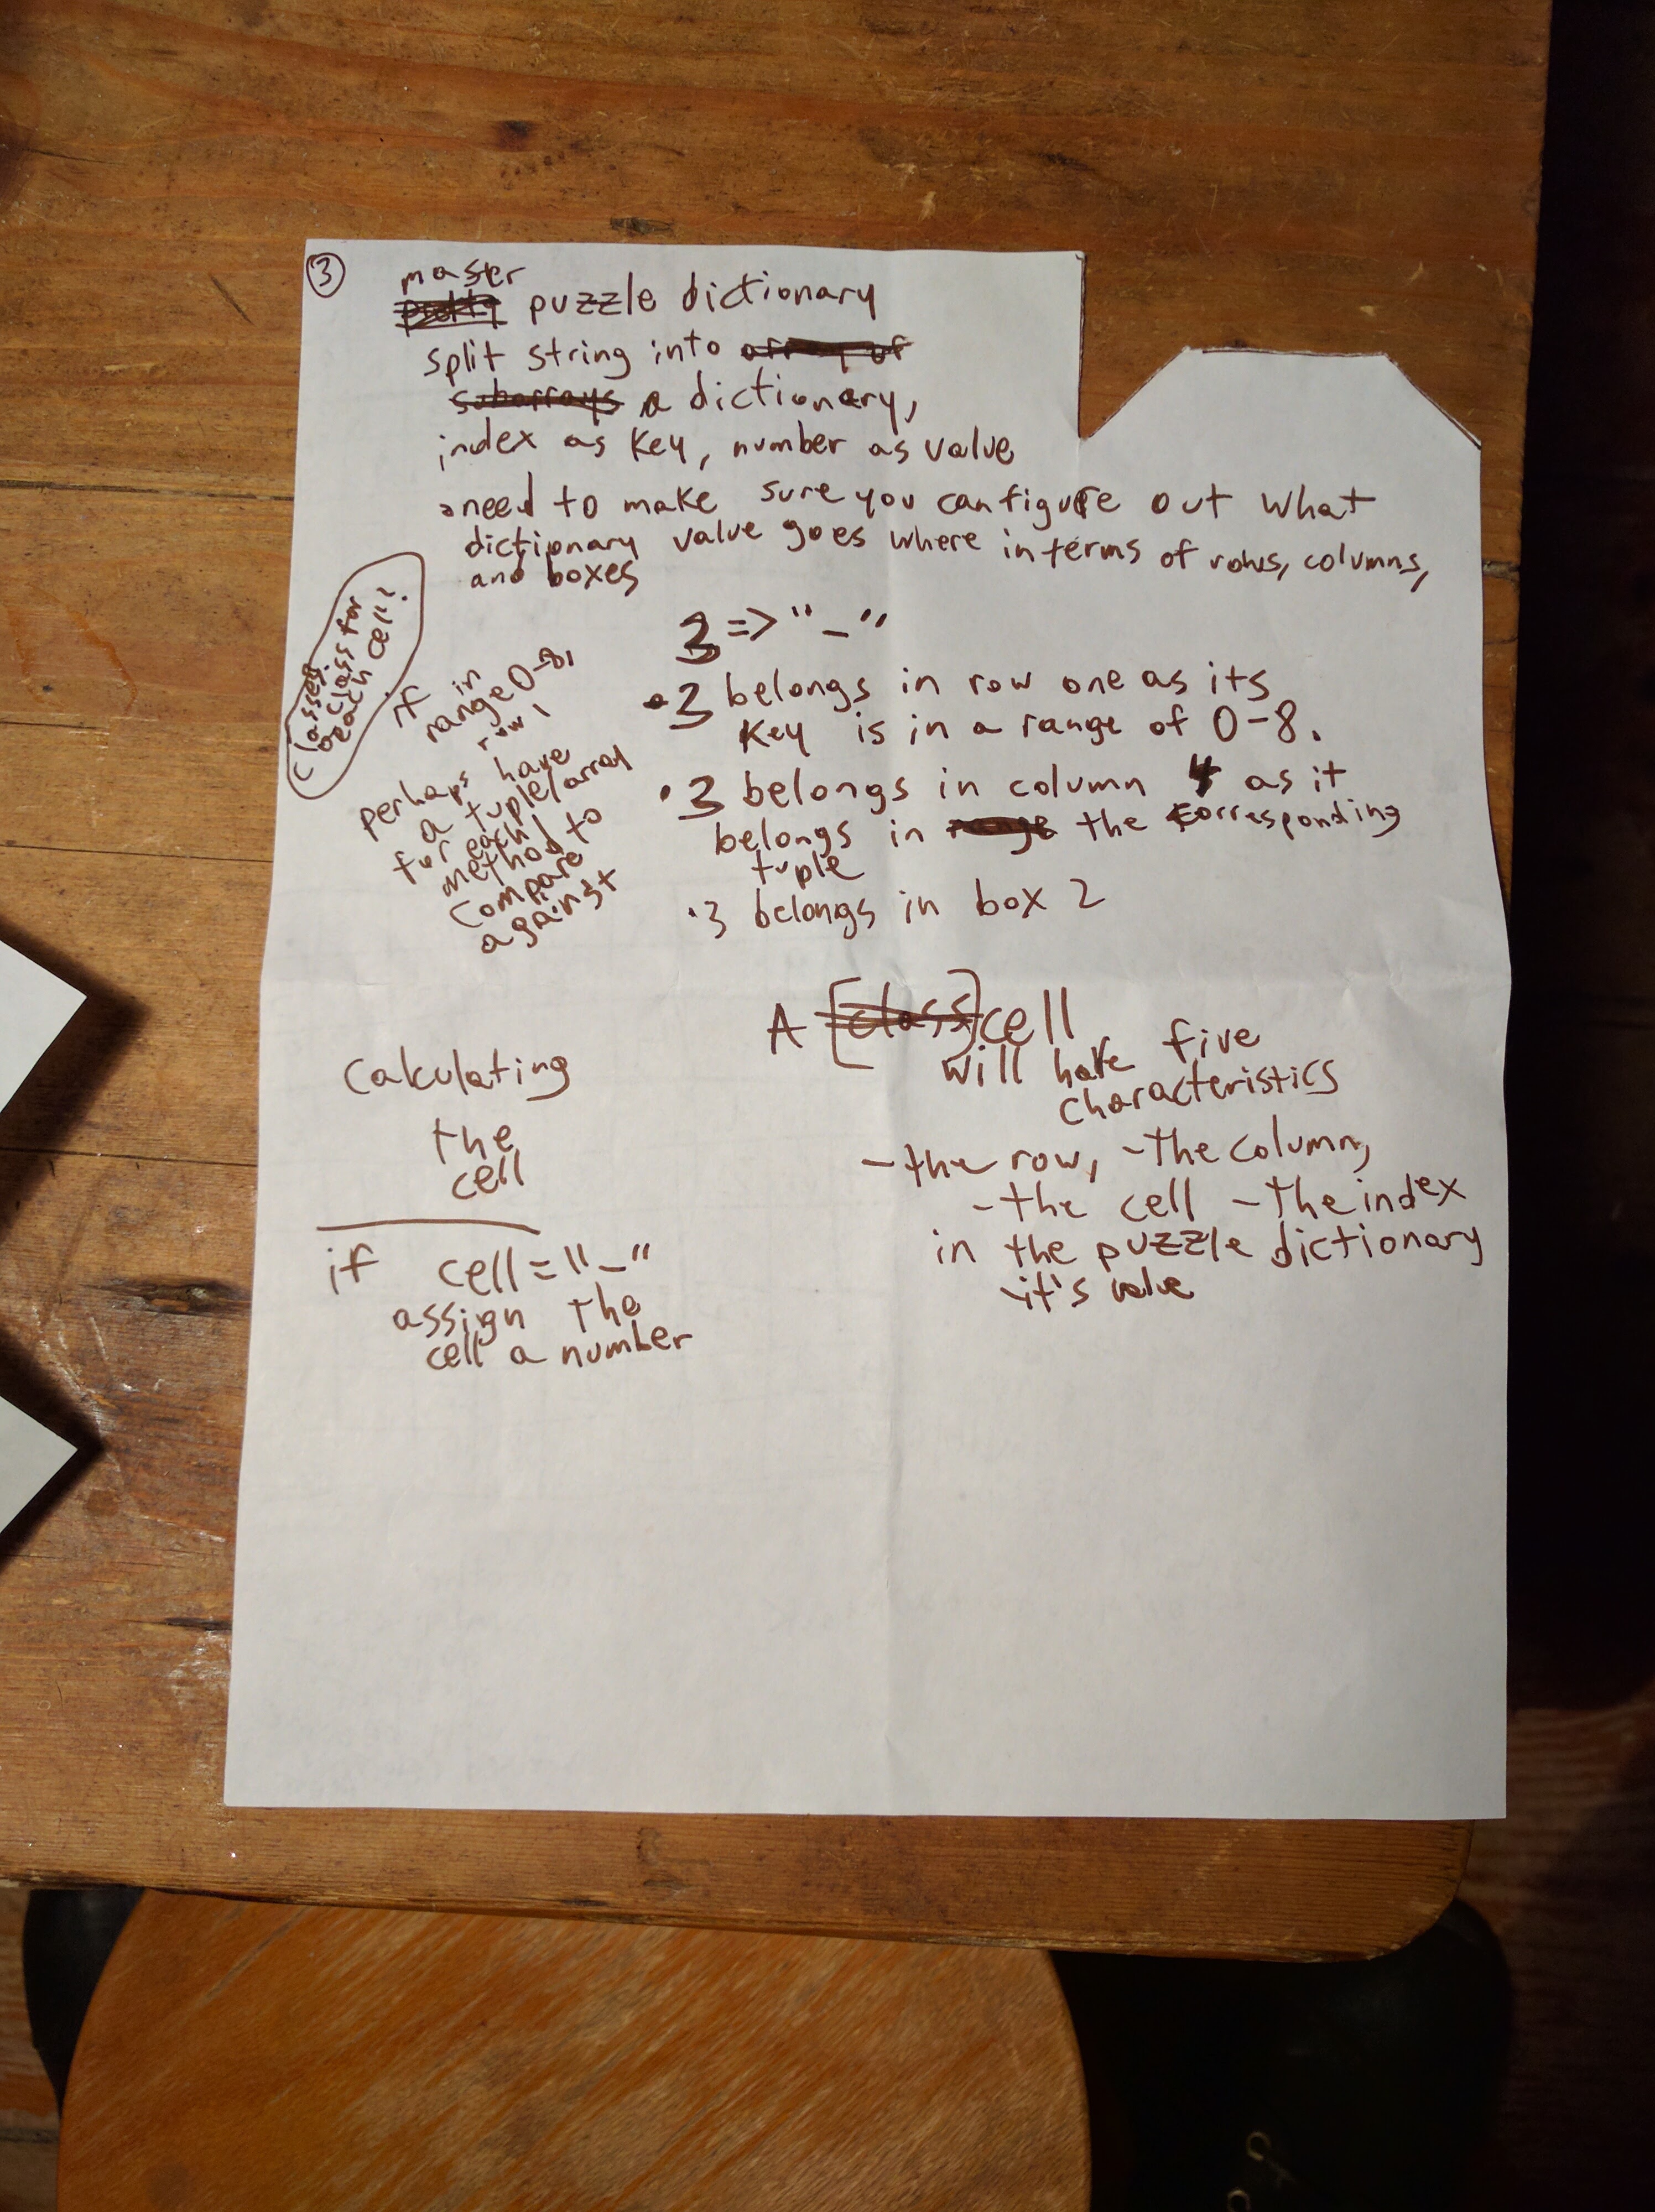 ③
master
puzzle dictionary
split string into array of
subarrays a dictionary,
index as key, number as value
need to make sure you can figure out what
dictionary value goes where in terms of rows, columns,
and boxes
classes?
class for
each cell?
if in
range 0-8,
row 1
perhaps have
a tuple/array
for each
method to
compare
against
3 => "_"
• 3 belongs in row one as its
key is in a range of 0-8.
• 3 belongs in column 4 as it
belongs in range the corresponding
tuple
• 3 belongs in box 2
A [class] cell
will have five
characteristics
- the row, - the column,
- the cell - the index
in the puzzle dictionary
- it's value
Calculating
the
cell
if cell = "_"
assign the
cell a number